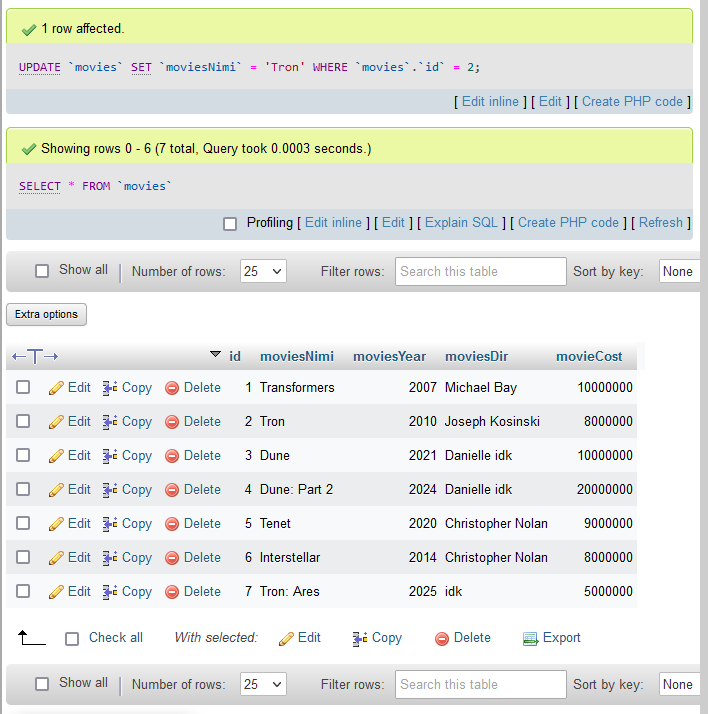 1 row affected.
UPDATE `movies` SET `moviesNimi` = 'Tron' WHERE `movies`.`id` = 2;
[ Edit inline ] [ Edit ] [ Create PHP code ]
Showing rows 0 - 6 (7 total, Query took 0.0003 seconds.)
SELECT * FROM `movies`
Profiling [ Edit inline ] [ Edit ] [ Explain SQL ] [ Create PHP code ] [ Refresh ]
Show all Number of rows: 25 Filter rows: Search this table Sort by key: None
Extra options
←T→ id moviesNimi moviesYear moviesDir movieCost
Edit Copy Delete 1 Transformers 2007 Michael Bay 10000000
Edit Copy Delete 2 Tron 2010 Joseph Kosinski 8000000
Edit Copy Delete 3 Dune 2021 Danielle idk 10000000
Edit Copy Delete 4 Dune: Part 2 2024 Danielle idk 20000000
Edit Copy Delete 5 Tenet 2020 Christopher Nolan 9000000
Edit Copy Delete 6 Interstellar 2014 Christopher Nolan 8000000
Edit Copy Delete 7 Tron: Ares 2025 idk 5000000
Check all With selected: Edit Copy Delete Export
Show all Number of rows: 25 Filter rows: Search this table Sort by key: None